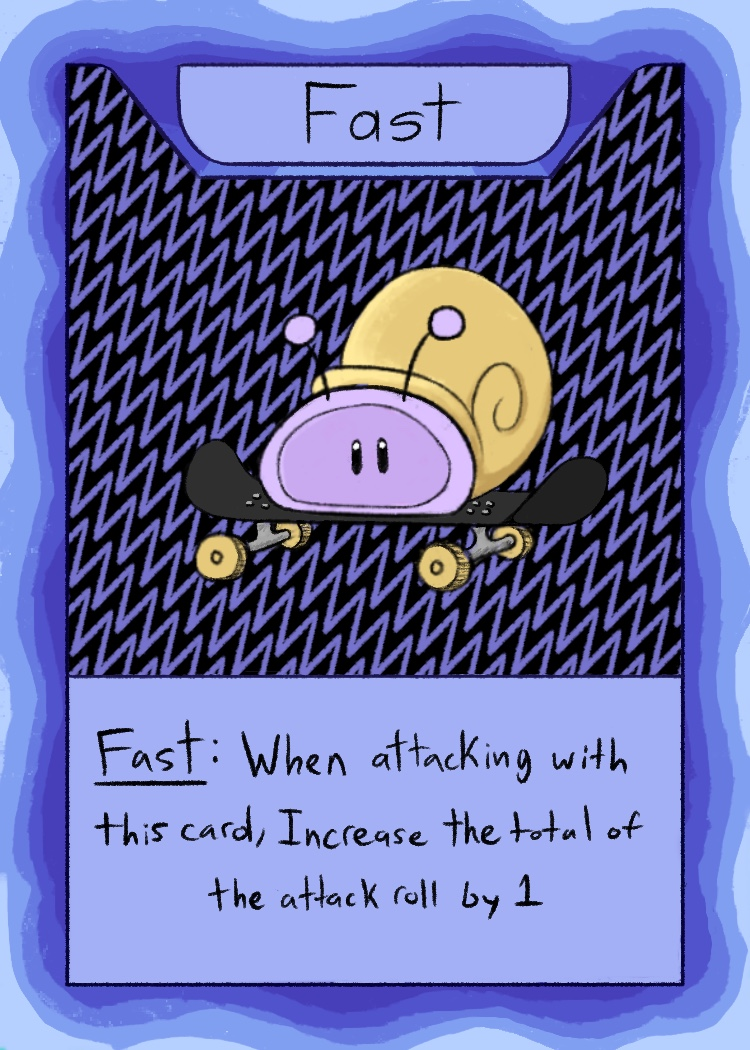 Fast
Fast: When attacking with
this card, Increase the total of
the attack roll by 1